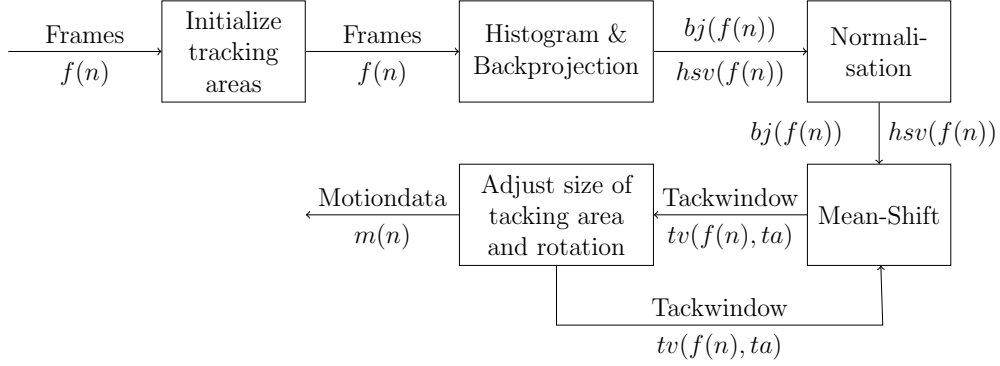 Frames
f(n)
Initialize
tracking
areas
Frames
f(n)
Histogram &
Backprojection
bj(f(n))
hsv(f(n))
Normali-
sation
bj(f(n))
hsv(f(n))
Mean-Shift
Tackwindow
tv(f(n), ta)
Adjust size of
tacking area
and rotation
Motiondata
m(n)
Tackwindow
tv(f(n), ta)